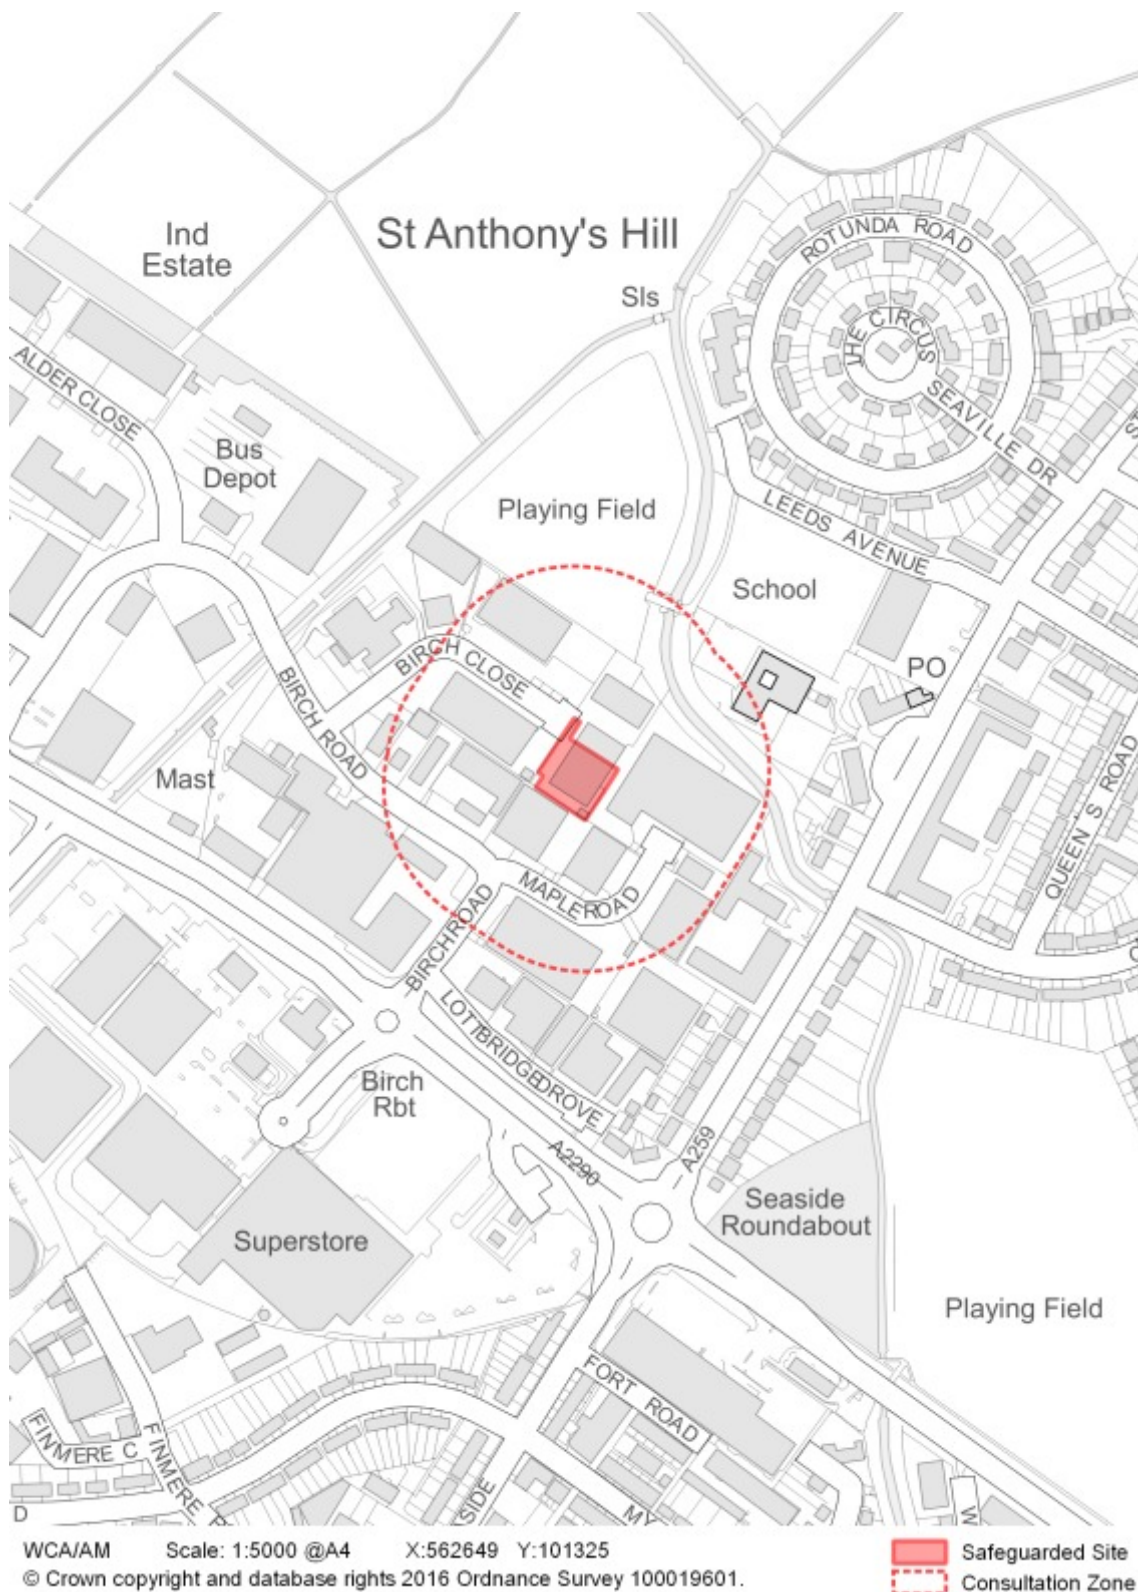 Ind
Estate
St Anthony's Hill
Sls
ROTUNDA ROAD
THE CIRCUS
SEAVILLE DR
ALDER CLOSE
Bus
Depot
Playing Field
LEEDS AVENUE
School
PO
BIRCH CLOSE
BIRCH ROAD
Mast
QUEEN'S ROAD
MAPLE ROAD
BIRCH ROAD
LOTTBRIDGE DROVE
Birch
Rbt
A2290
A259
Seaside
Roundabout
Superstore
Playing Field
FORT ROAD
FINMERE C
FINMERE
SIDE
MY
W
D
WCA/AM Scale: 1:5000 @A4 X:562649 Y:101325
© Crown copyright and database rights 2016 Ordnance Survey 100019601.
Safeguarded Site
Consultation Zone